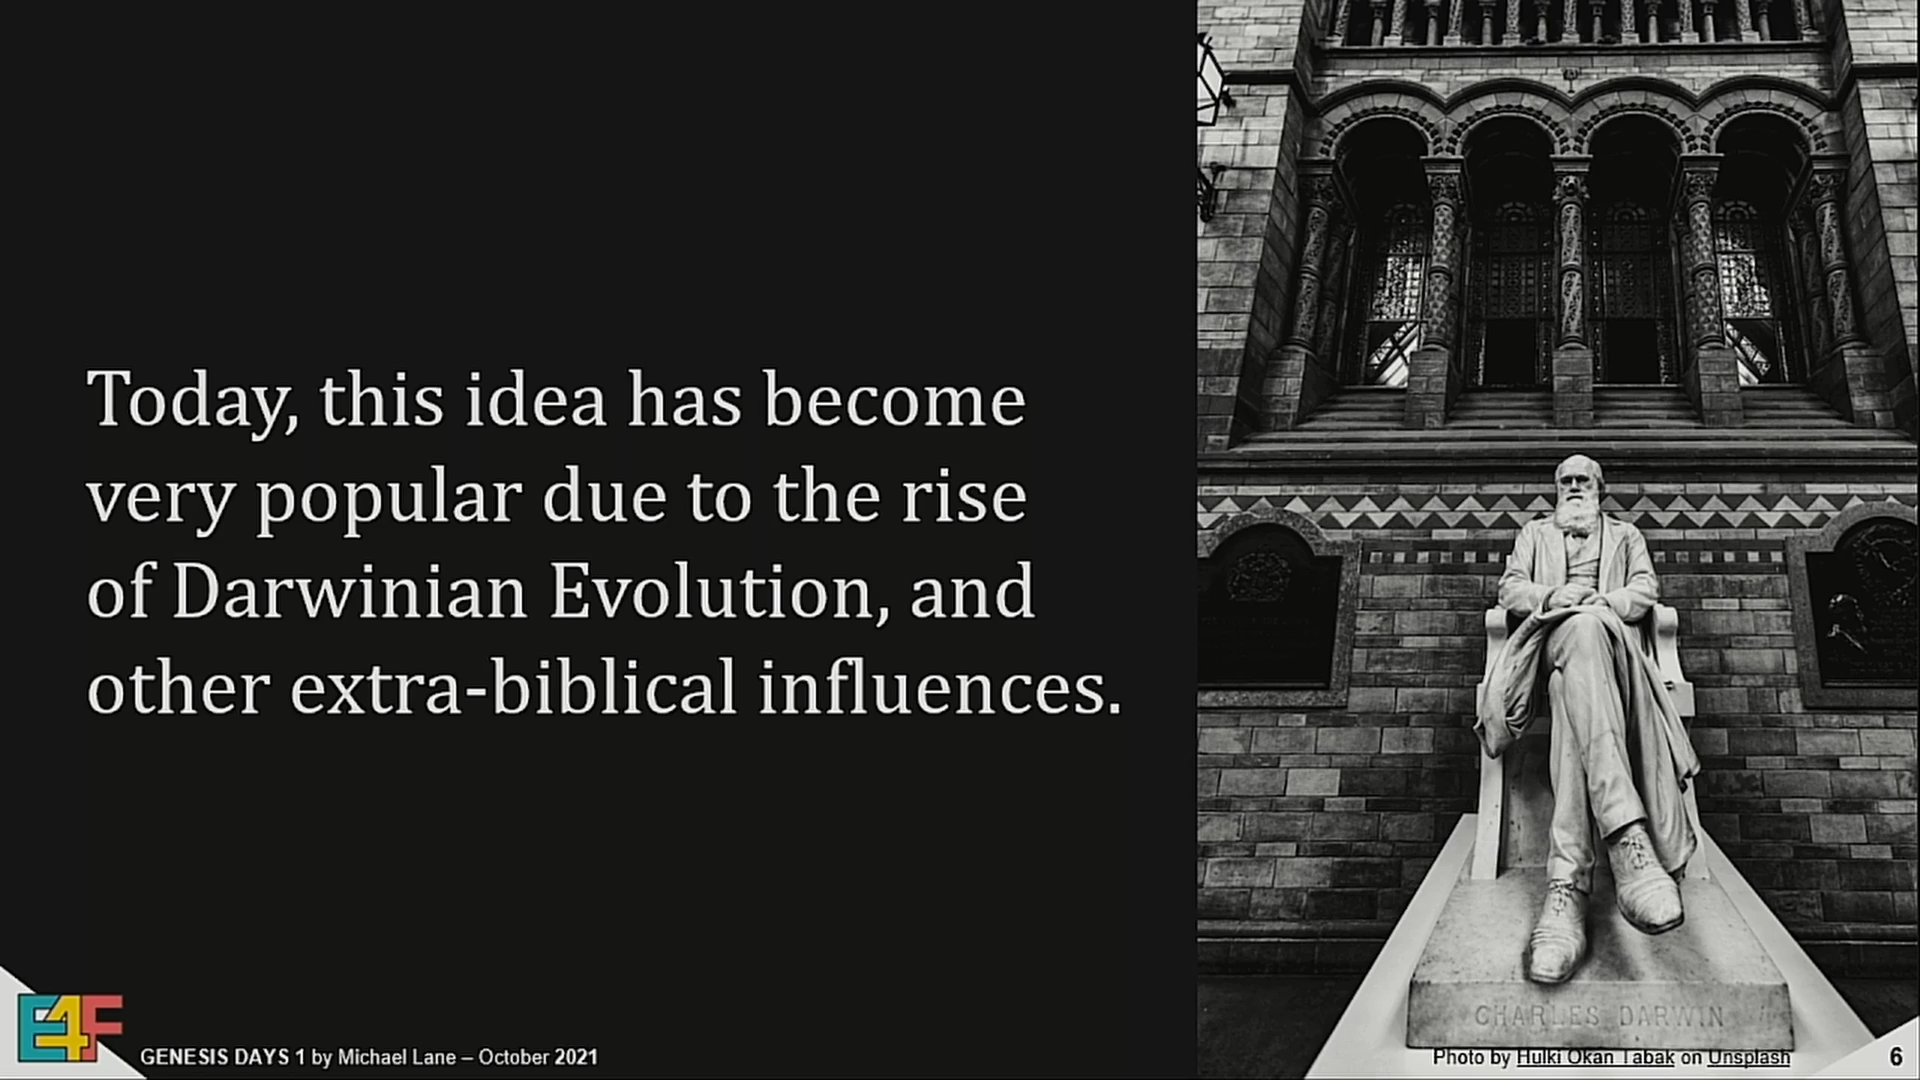 Today, this idea has become
very popular due to the rise
of Darwinian Evolution, and
other extra-biblical influences.
CHARLES DARWIN
E4F
GENESIS DAYS 1 by Michael Lane – October 2021
Photo by Hulki Okan Tabak on Unsplash
6